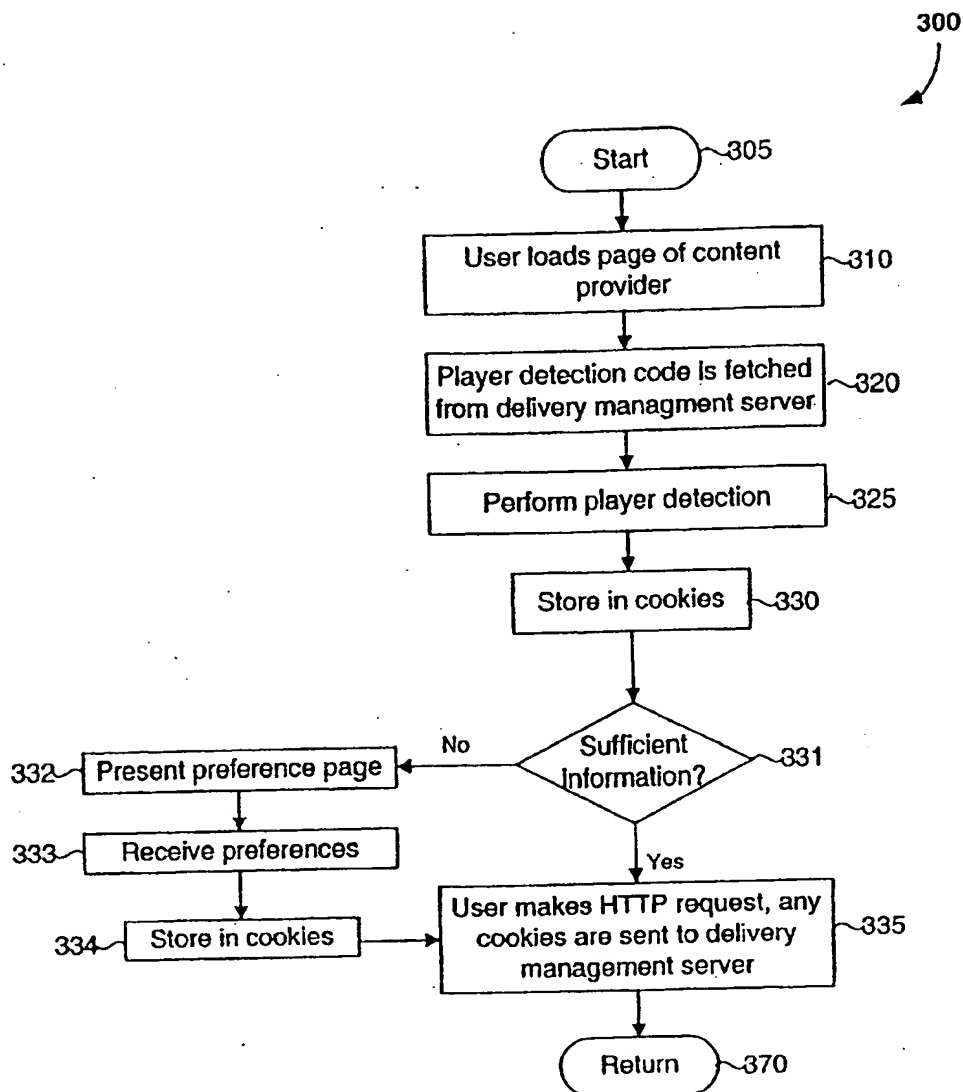 300
Start
305
User loads page of content
provider
310
Player detection code is fetched
from delivery managment server
320
Perform player detection
325
Store in cookies
330
Sufficient
information?
331
No
Yes
332
Present preference page
333
Receive preferences
334
Store in cookies
User makes HTTP request, any
cookies are sent to delivery
management server
335
Return
370